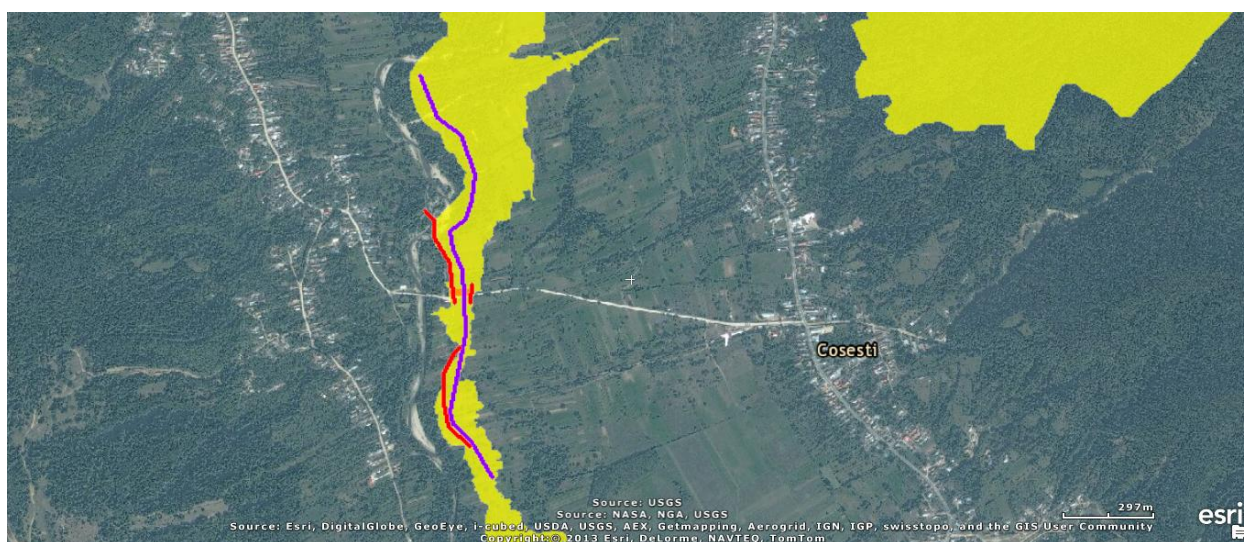 Cosesti
Source: USGS
Source: NASA, NGA, USGS
297m
Source: Esri, DigitalGlobe, GeoEye, i-cubed, USDA, USGS, AEX, Getmapping, Aerogrid, IGN, IGP, swisstopo, and the GIS User Community
esri
Copyright:© 2013 Esri, DeLorme, NAVTEQ, TomTom